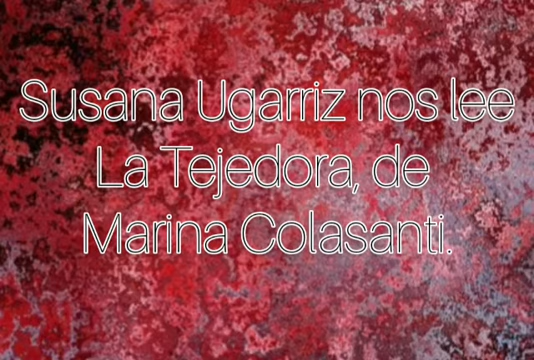 Susana Ugarriz nos lee
La Tejedora, de
Marina Colasanti.